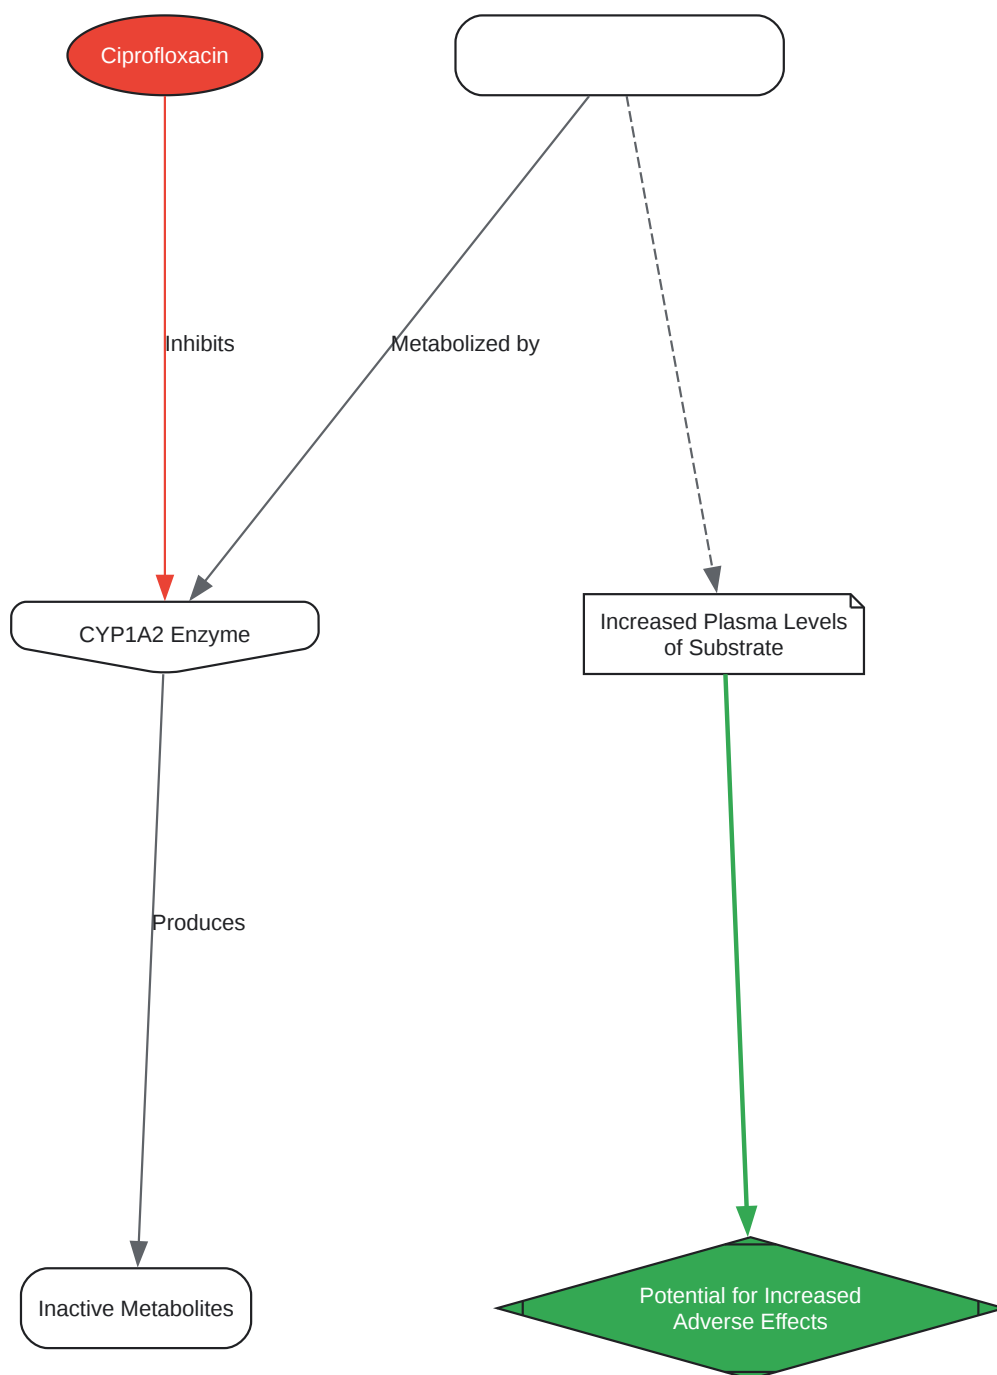 Ciprofloxacin
Inhibits
Metabolized by
CYP1A2 Enzyme
Increased Plasma Levels
of Substrate
Produces
Inactive Metabolites
Potential for Increased
Adverse Effects